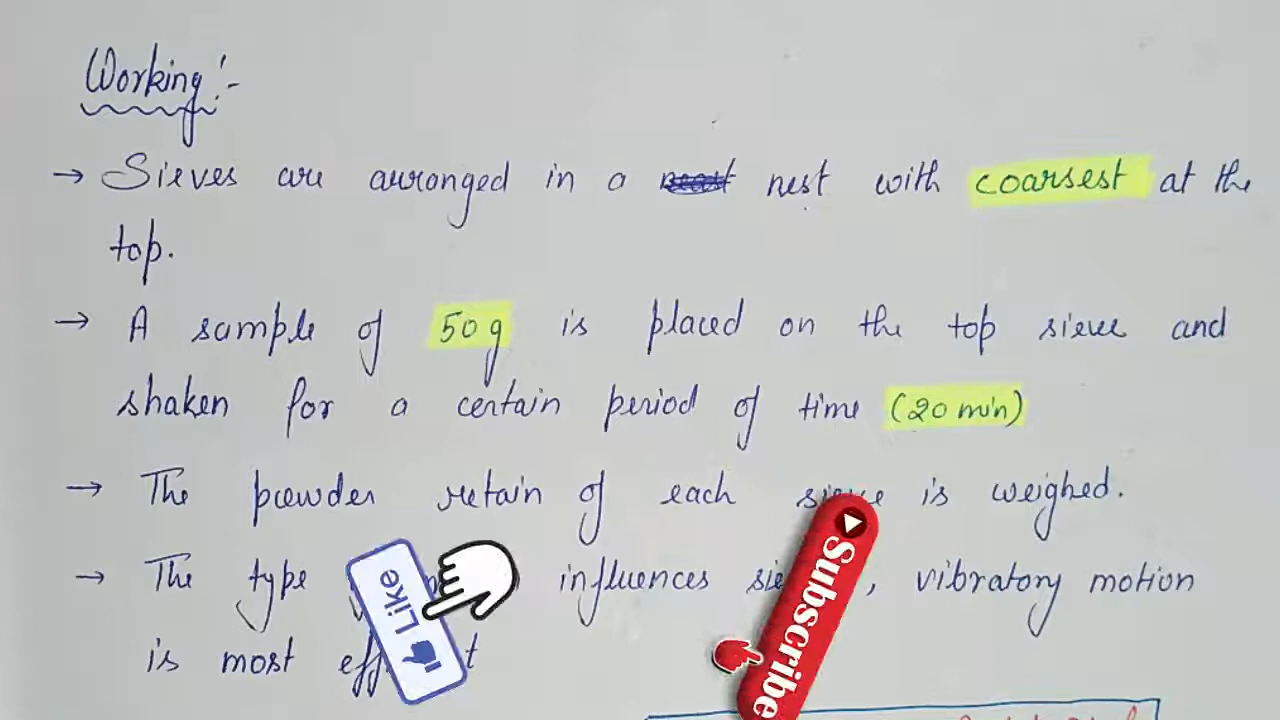 Working:-
→ Sieves are arranged in a nest with coarsest at the
top.
→ A sample of 50g is placed on the top sieve and
shaken for a certain period of time (20 min)
→ The powder retain of each sieve is weighed.
→ The type influences , vibratory motion
is most
Like
Subscribe